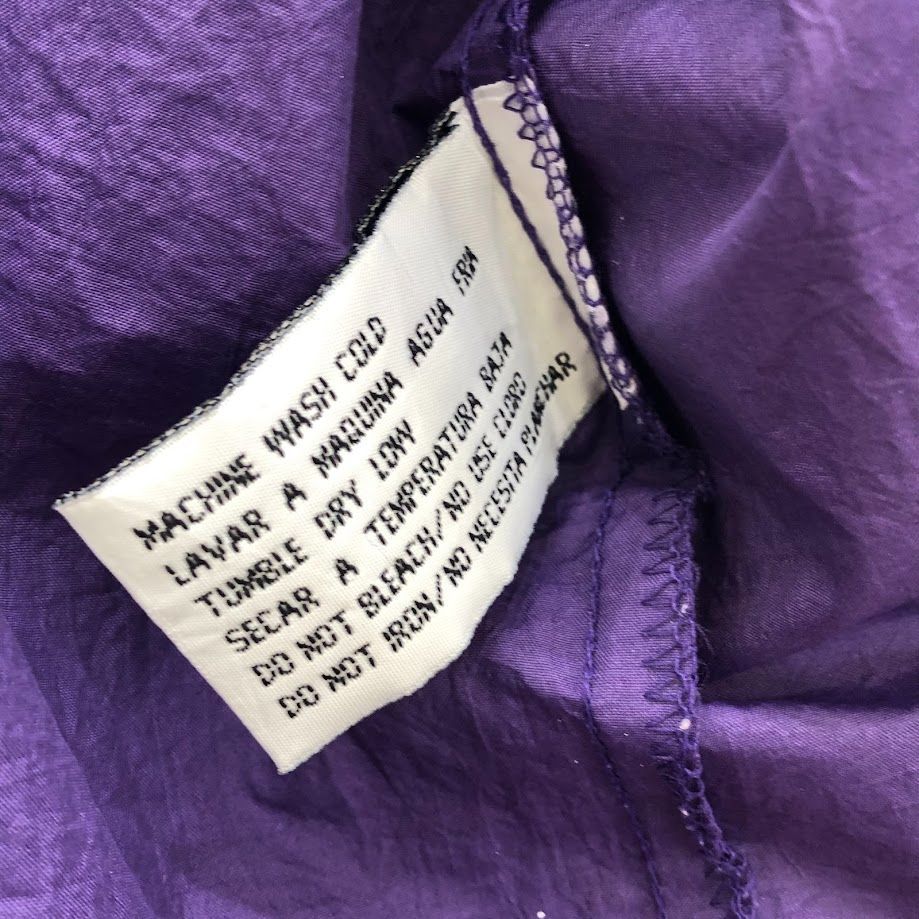 MACHINE WASH COLD
LAVAR A MAQUINA AGUA FRIA
TUMBLE DRY LOW
SECAR A TEMPERATURA BAJA
DO NOT BLEACH/NO USE CLORO
DO NOT IRON/NO NECESITA PLANCHAR